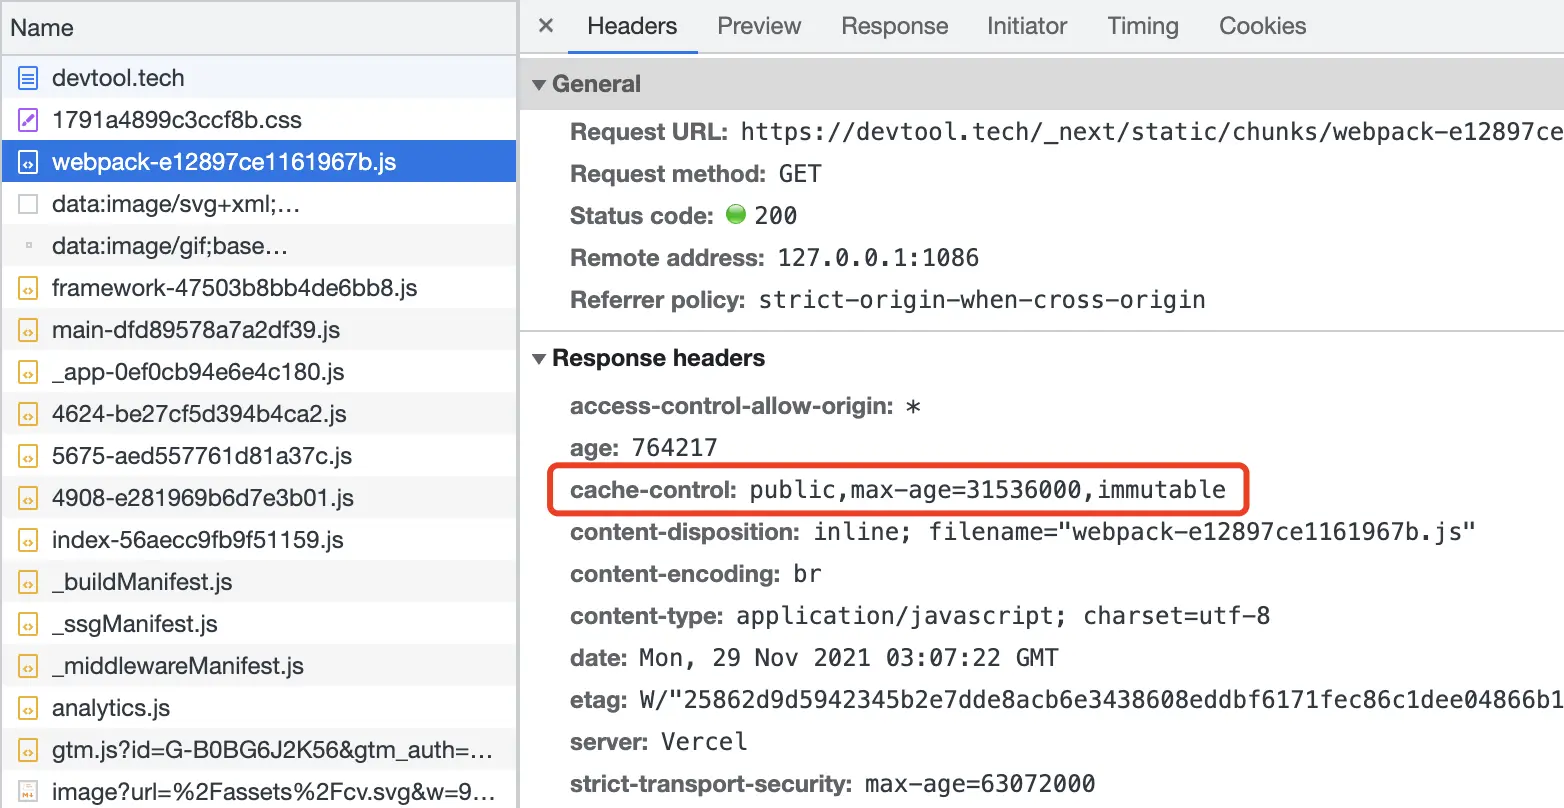 Name
devtool.tech
1791a4899c3ccf8b.css
webpack-e12897ce1161967b.js
data:image/svg+xml;…
data:image/gif;base…
framework-47503b8bb4de6bb8.js
main-dfd89578a7a2df39.js
_app-0ef0cb94e6e4c180.js
4624-be27cf5d394b4ca2.js
5675-aed557761d81a37c.js
4908-e281969b6d7e3b01.js
index-56aecc9fb9f51159.js
_buildManifest.js
_ssgManifest.js
_middlewareManifest.js
analytics.js
gtm.js?id=G-B0BG6J2K56&gtm_auth=…
image?url=%2Fassets%2Fcv.svg&w=9…
× Headers Preview Response Initiator Timing Cookies
General
Request URL: https://devtool.tech/_next/static/chunks/webpack-e12897ce
Request method: GET
Status code: 200
Remote address: 127.0.0.1:1086
Referrer policy: strict-origin-when-cross-origin
Response headers
access-control-allow-origin: *
age: 764217
cache-control: public,max-age=31536000,immutable
content-disposition: inline; filename="webpack-e12897ce1161967b.js"
content-encoding: br
content-type: application/javascript; charset=utf-8
date: Mon, 29 Nov 2021 03:07:22 GMT
etag: W/"25862d9d5942345b2e7dde8acb6e3438608eddbf6171fec86c1dee04866b1
server: Vercel
strict-transport-security: max-age=63072000